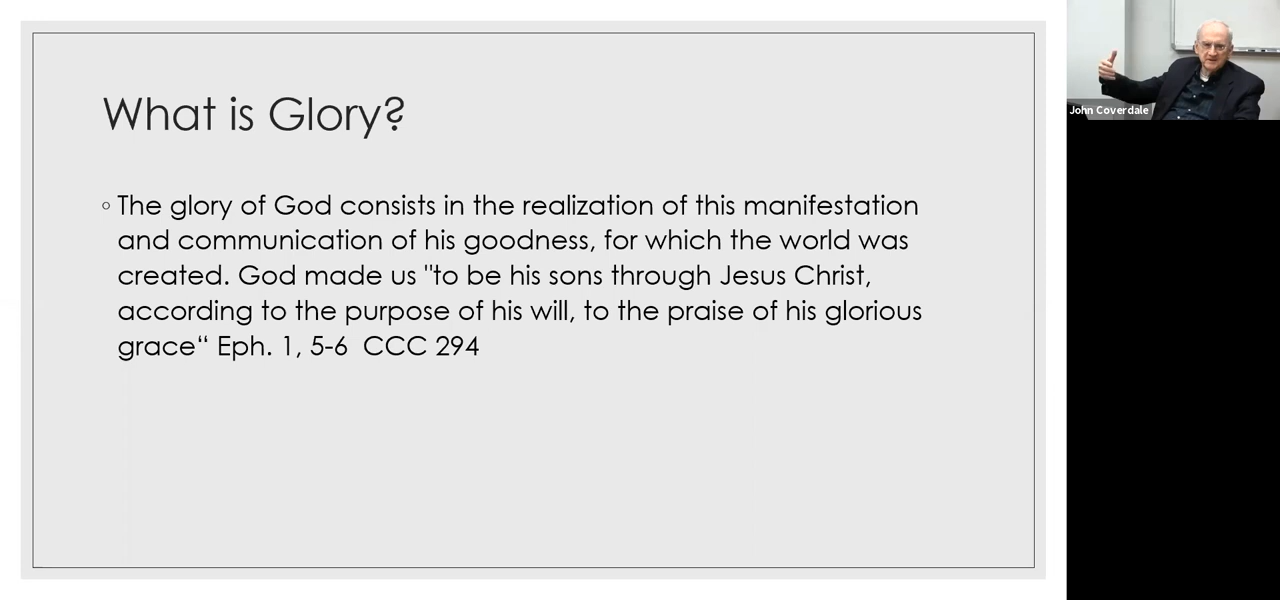 What is Glory?
◦ The glory of God consists in the realization of this manifestation
and communication of his goodness, for which the world was
created. God made us "to be his sons through Jesus Christ,
according to the purpose of his will, to the praise of his glorious
grace“ Eph. 1, 5-6  CCC 294
John Coverdale